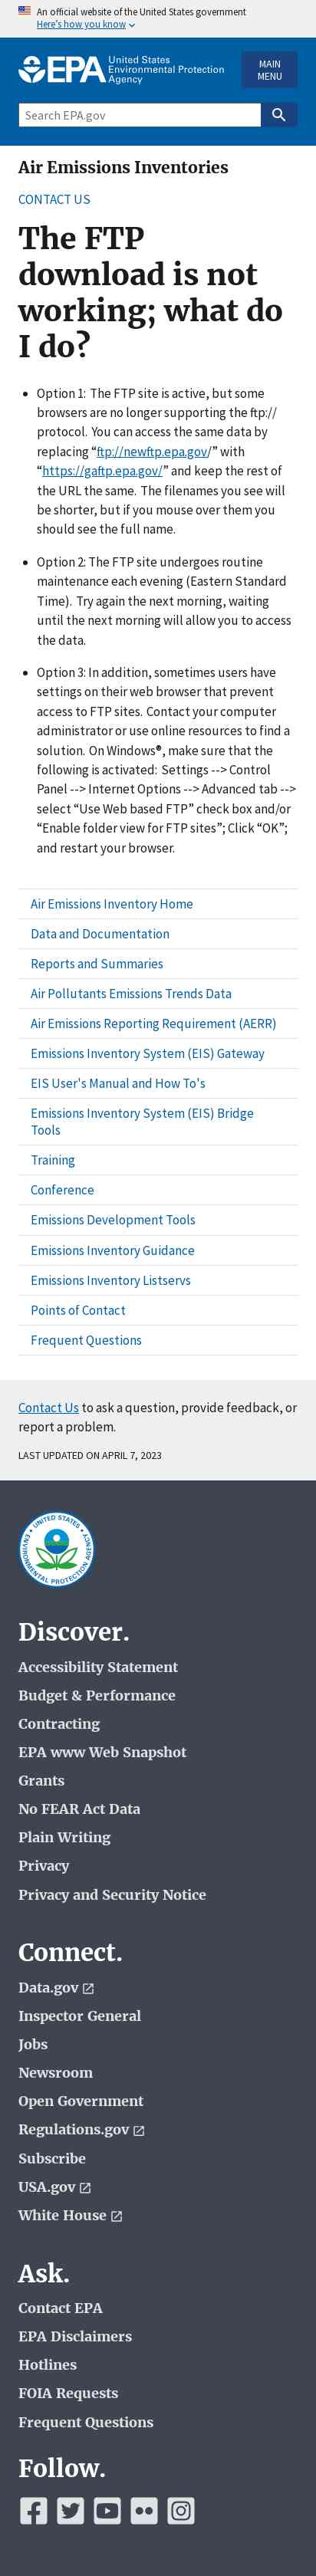 An official website of the United States government
Here's how you know
EPA United States
Environmental Protection
Agency
MAIN
MENU
Search EPA.gov
Air Emissions Inventories
CONTACT US
The FTP
download is not
working; what do
I do?
Option 1: The FTP site is active, but some
browsers are no longer supporting the ftp://
protocol. You can access the same data by
replacing “ftp://newftp.epa.gov/” with
“https://gaftp.epa.gov/” and keep the rest of
the URL the same. The filenames you see will
be shorter, but if you mouse over them you
should see the full name.
Option 2: The FTP site undergoes routine
maintenance each evening (Eastern Standard
Time). Try again the next morning, waiting
until the next morning will allow you to access
the data.
Option 3: In addition, sometimes users have
settings on their web browser that prevent
access to FTP sites. Contact your computer
administrator or use online resources to find a
solution. On Windows®, make sure that the
following is activated: Settings --> Control
Panel --> Internet Options --> Advanced tab -->
select “Use Web based FTP” check box and/or
“Enable folder view for FTP sites”; Click “OK”;
and restart your browser.
Air Emissions Inventory Home
Data and Documentation
Reports and Summaries
Air Pollutants Emissions Trends Data
Air Emissions Reporting Requirement (AERR)
Emissions Inventory System (EIS) Gateway
EIS User's Manual and How To's
Emissions Inventory System (EIS) Bridge
Tools
Training
Conference
Emissions Development Tools
Emissions Inventory Guidance
Emissions Inventory Listservs
Points of Contact
Frequent Questions
Contact Us to ask a question, provide feedback, or
report a problem.
LAST UPDATED ON APRIL 7, 2023
UNITED STATES
ENVIRONMENTAL PROTECTION AGENCY
Discover.
Accessibility Statement
Budget & Performance
Contracting
EPA www Web Snapshot
Grants
No FEAR Act Data
Plain Writing
Privacy
Privacy and Security Notice
Connect.
Data.gov
Inspector General
Jobs
Newsroom
Open Government
Regulations.gov
Subscribe
USA.gov
White House
Ask.
Contact EPA
EPA Disclaimers
Hotlines
FOIA Requests
Frequent Questions
Follow.